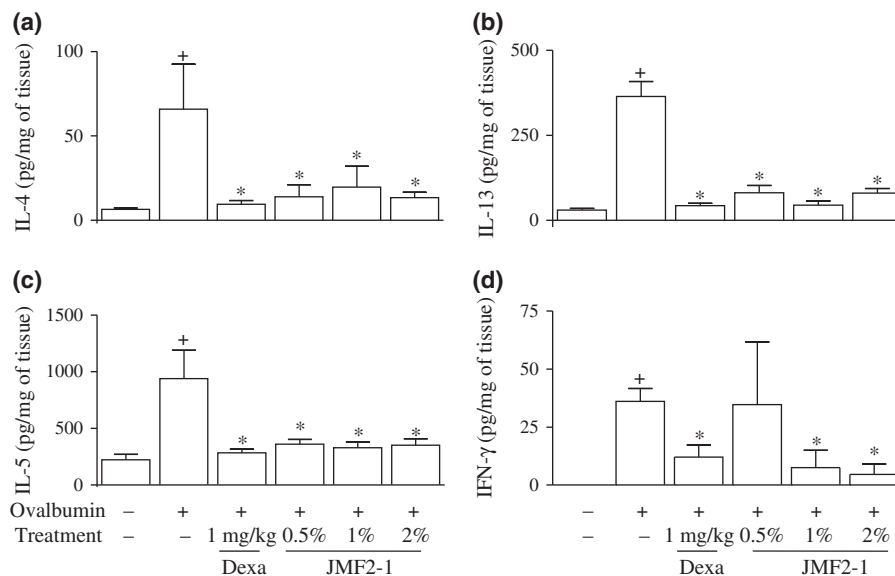 (a)
IL-4 (pg/mg of tissue)
100
50
0
+
*
*
*
*
(b)
IL-13 (pg/mg of tissue)
500
250
0
+
*
*
*
*
(c)
IL-5 (pg/mg of tissue)
1500
1000
500
0
+
*
*
*
*
(d)
IFN-γ (pg/mg of tissue)
75
50
25
0
+
*
*
*
Ovalbumin – + + + + +
Treatment – – 1 mg/kg 0.5% 1% 2%
Dexa JMF2-1
– + + + + +
– – 1 mg/kg 0.5% 1% 2%
Dexa JMF2-1